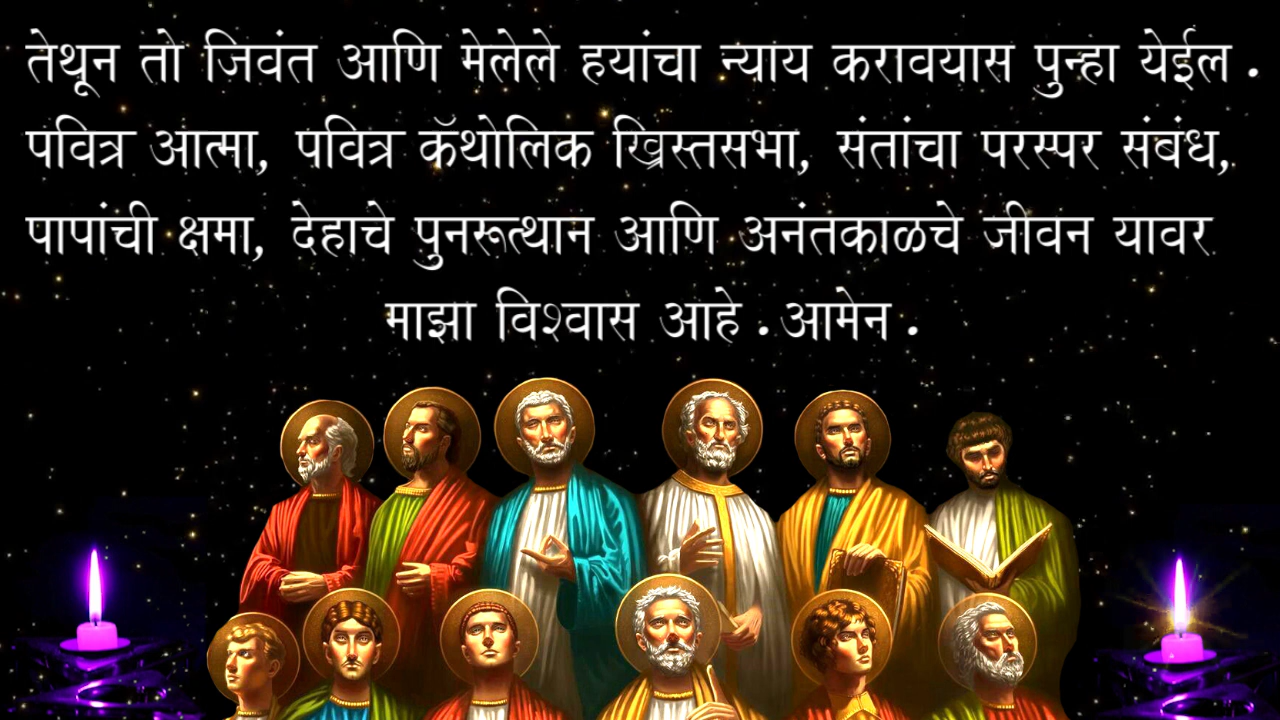 तेथून तो जिवंत आणि मेलेले हयांचा न्याय करावयास पुन्हा येईल .
पवित्र आत्मा, पवित्र कॅथोलिक ख्रिस्तसभा, संतांचा परस्पर संबंध,
पापांची क्षमा, देहाचे पुनरूत्थान आणि अनंतकाळचे जीवन यावर
माझा विश्वास आहे . आमेन .